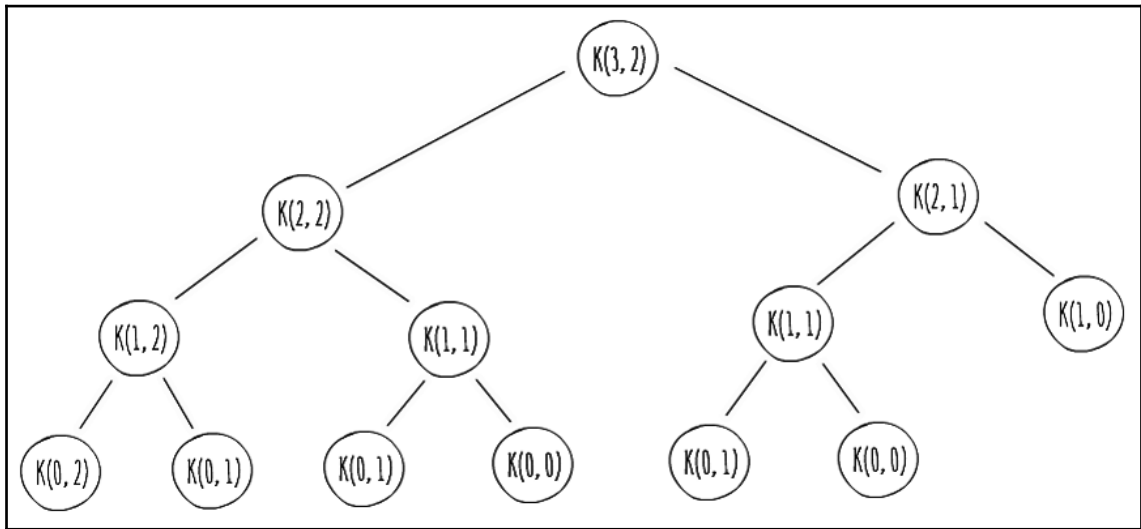 K(3, 2)
K(2, 2)
K(2, 1)
K(1, 2)
K(1, 1)
K(1, 1)
K(1, 0)
K(0, 2)
K(0, 1)
K(0, 1)
K(0, 0)
K(0, 1)
K(0, 0)